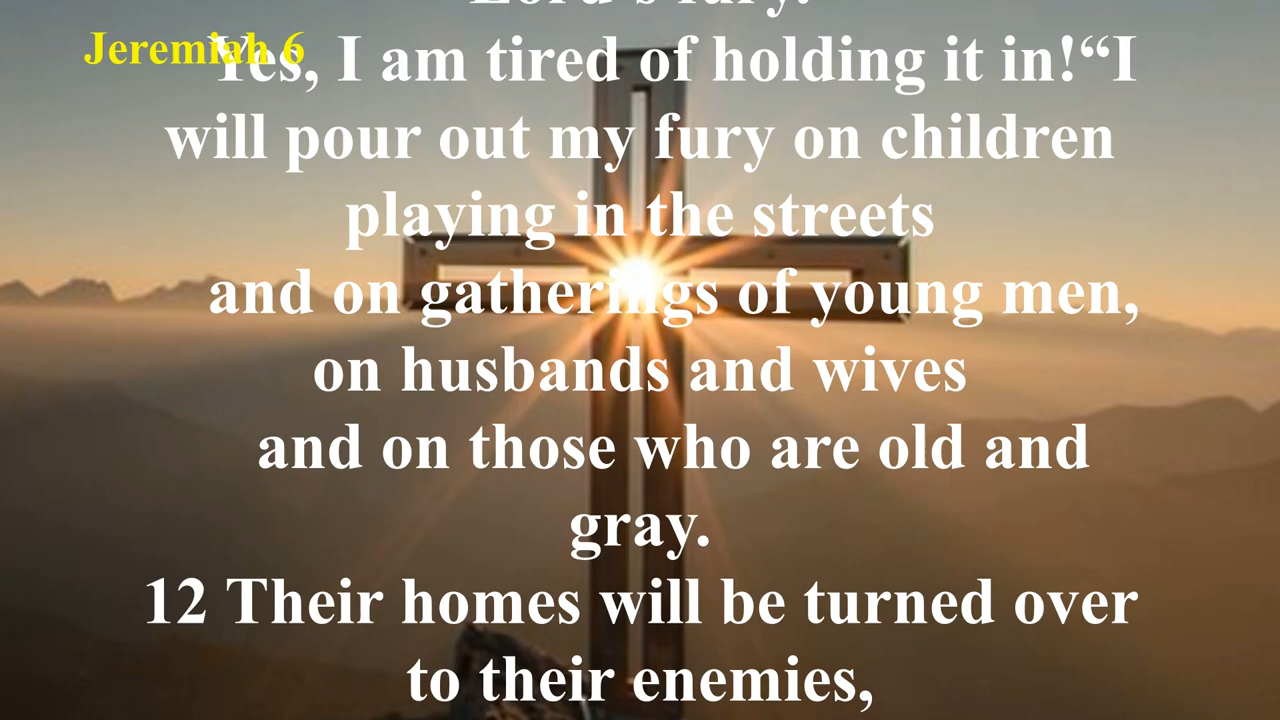 Lord's fury.
Jeremiah 6
Yes, I am tired of holding it in!“I
will pour out my fury on children
playing in the streets
and on gatherings of young men,
on husbands and wives
and on those who are old and
gray.
12 Their homes will be turned over
to their enemies,